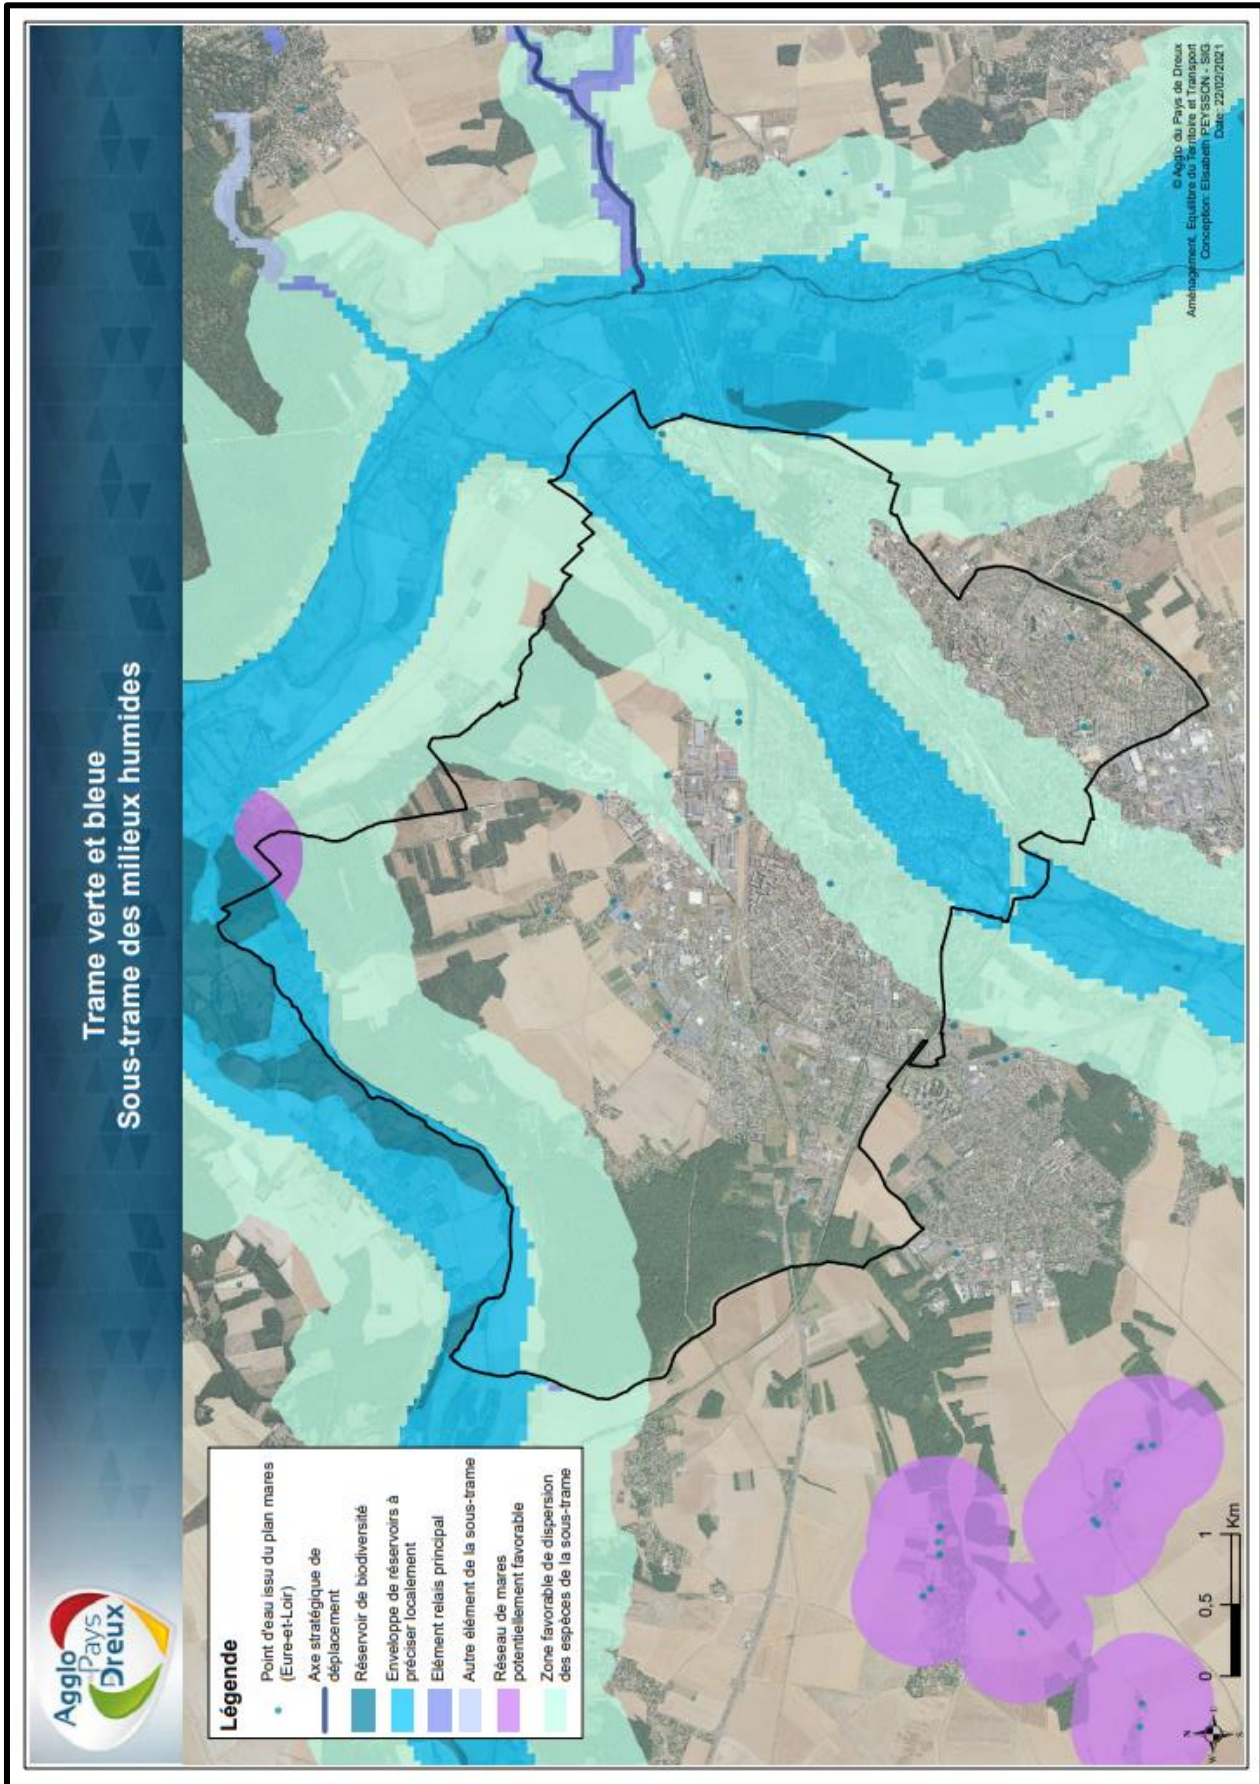 Agglo
Pays
Dreux
Trame verte et bleue
Sous-trame des milieux humides
Légende
Point d'eau issu du plan mares
(Eure-et-Loir)
Axe stratégique de
déplacement
Réservoir de biodiversité
Enveloppe de réservoirs à
préciser localement
Elément relais principal
Autre élément de la sous-trame
Réseau de mares
potentiellement favorable
Zone favorable de dispersion
des espèces de la sous-trame
N
W
E
S
0
0,5
1
Km
© Agglo du Pays de Dreux
Aménagement, Equilibre du Territoire et Transport
Conception: Elisabeth PEYSSON - SIG
Date: 22/02/2021